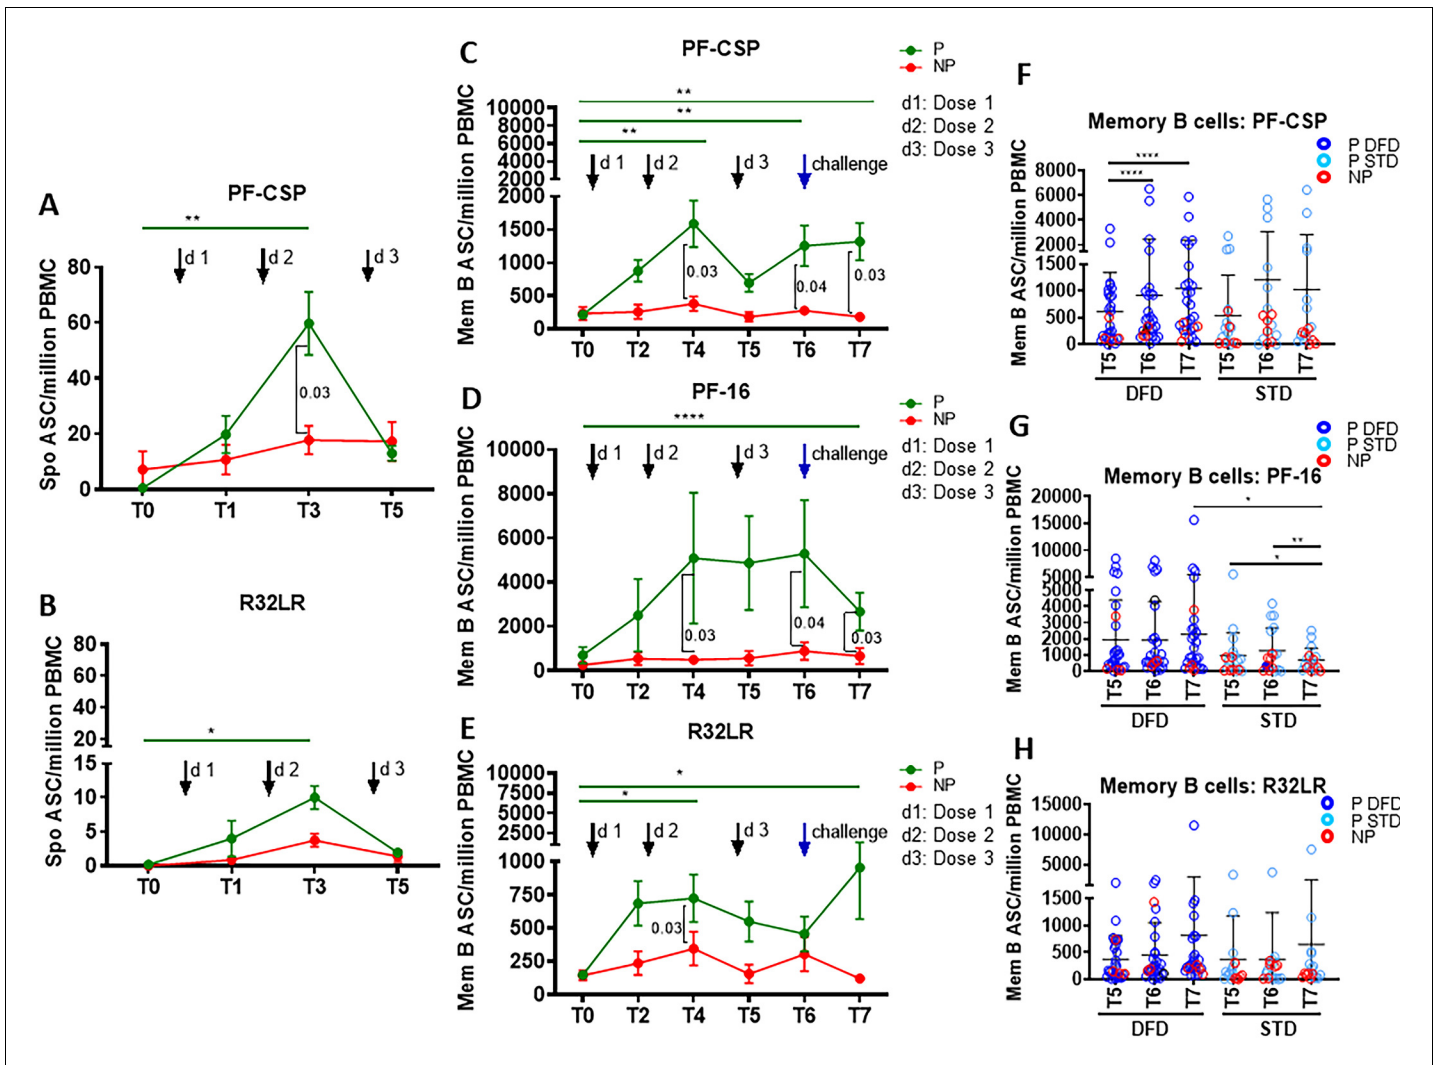 A
PF-CSP
**
d 1
d 2
d 3
Spo ASC/million PBMC
80
60
40
20
0
0.03
T0 T1 T3 T5
B
R32LR
*
d 1
d 2
d 3
Spo ASC/million PBMC
80
60
40
20
15
10
5
0
T0 T1 T3 T5
C
PF-CSP
P
NP
d1: Dose 1
d2: Dose 2
d3: Dose 3
**
**
**
d 1
d 2
d 3
challenge
Mem B ASC/million PBMC
10000
8000
6000
4000
2000
2000
1500
1000
500
0
0.03
0.04
0.03
T0 T2 T4 T5 T6 T7
D
PF-16
P
NP
d1: Dose 1
d2: Dose 2
d3: Dose 3
****
d 1
d 2
d 3
challenge
Mem B ASC/million PBMC
10000
8000
6000
4000
2000
0
0.03
0.04
0.03
T0 T2 T4 T5 T6 T7
E
R32LR
P
NP
d1: Dose 1
d2: Dose 2
d3: Dose 3
*
*
d 1
d 2
d 3
challenge
Mem B ASC/million PBMC
10000
7500
5000
2500
1000
750
500
250
0
0.03
T0 T2 T4 T5 T6 T7
F
Memory B cells: PF-CSP
P DFD
P STD
NP
****
****
Mem B ASC/million PBMC
8000
6000
4000
2000
1500
1000
500
0
T5 T6 T7 T5 T6 T7
DFD STD
G
Memory B cells: PF-16
P DFD
P STD
NP
*
**
*
Mem B ASC/million PBMC
20000
15000
10000
5000
5000
4000
3000
2000
1000
0
T5 T6 T7 T5 T6 T7
DFD STD
H
Memory B cells: R32LR
P DFD
P STD
NP
Mem B ASC/million PBMC
15000
10000
5000
1500
1000
500
0
T5 T6 T7 T5 T6 T7
DFD STD